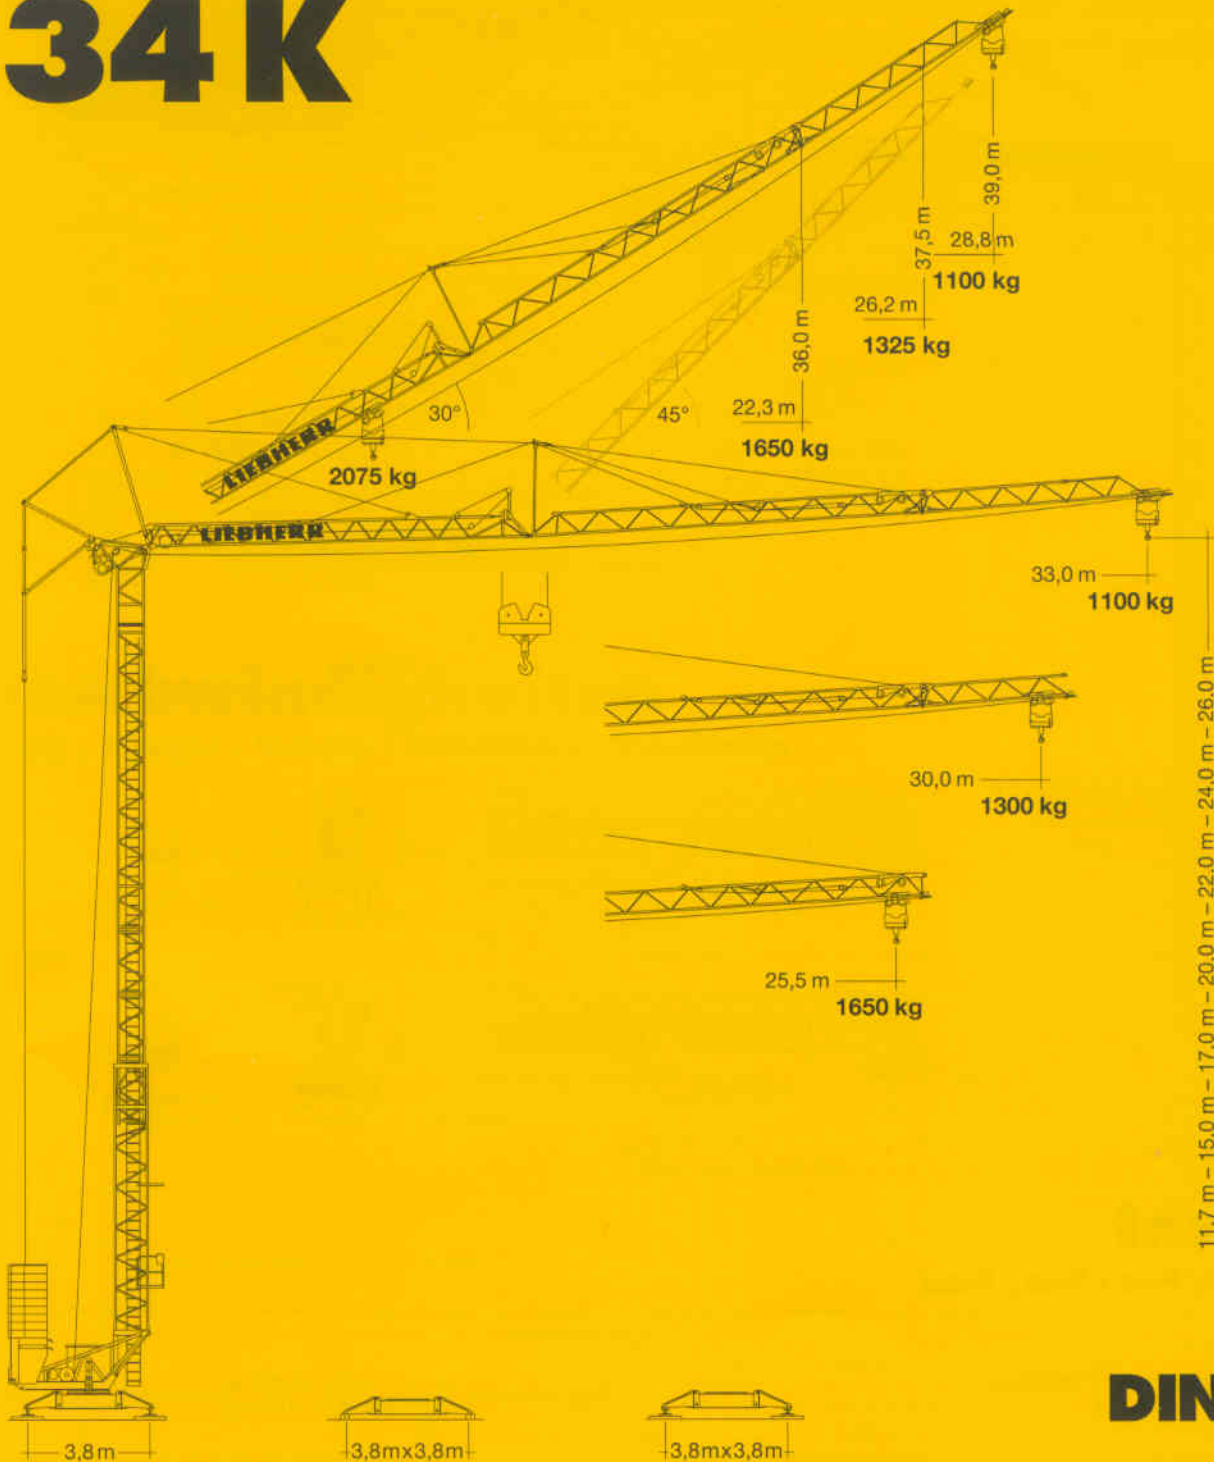 34 K
39,0 m
28,8 m
1100 kg
37,5 m
26,2 m
1325 kg
36,0 m
22,3 m
1650 kg
30°
45°
LIEBHERR
2075 kg
LIEBHERR
33,0 m
1100 kg
30,0 m
1300 kg
25,5 m
1650 kg
11,7 m – 15,0 m – 17,0 m – 20,0 m – 22,0 m – 24,0 m – 26,0 m
DIN
3,8 m
3,8mx3,8m
3,8mx3,8m